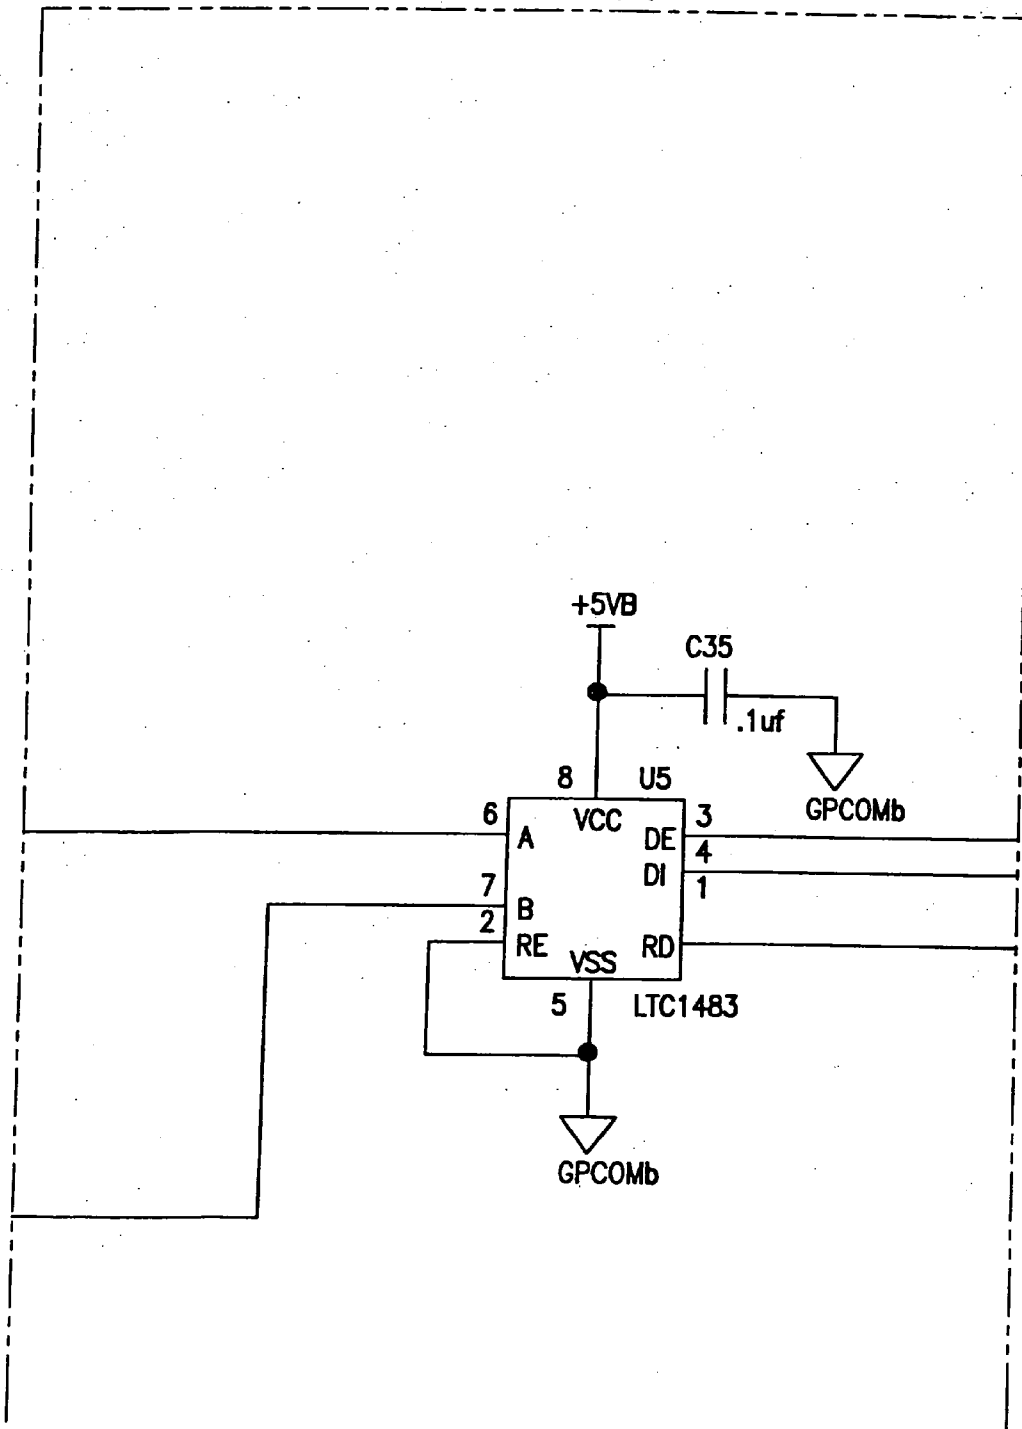 +5VB
C35
.1uf
GPCOMb
8 U5
6 VCC 3
A DE
4
7 DI
1
B
2
RE RD
VSS
5 LTC1483
GPCOMb